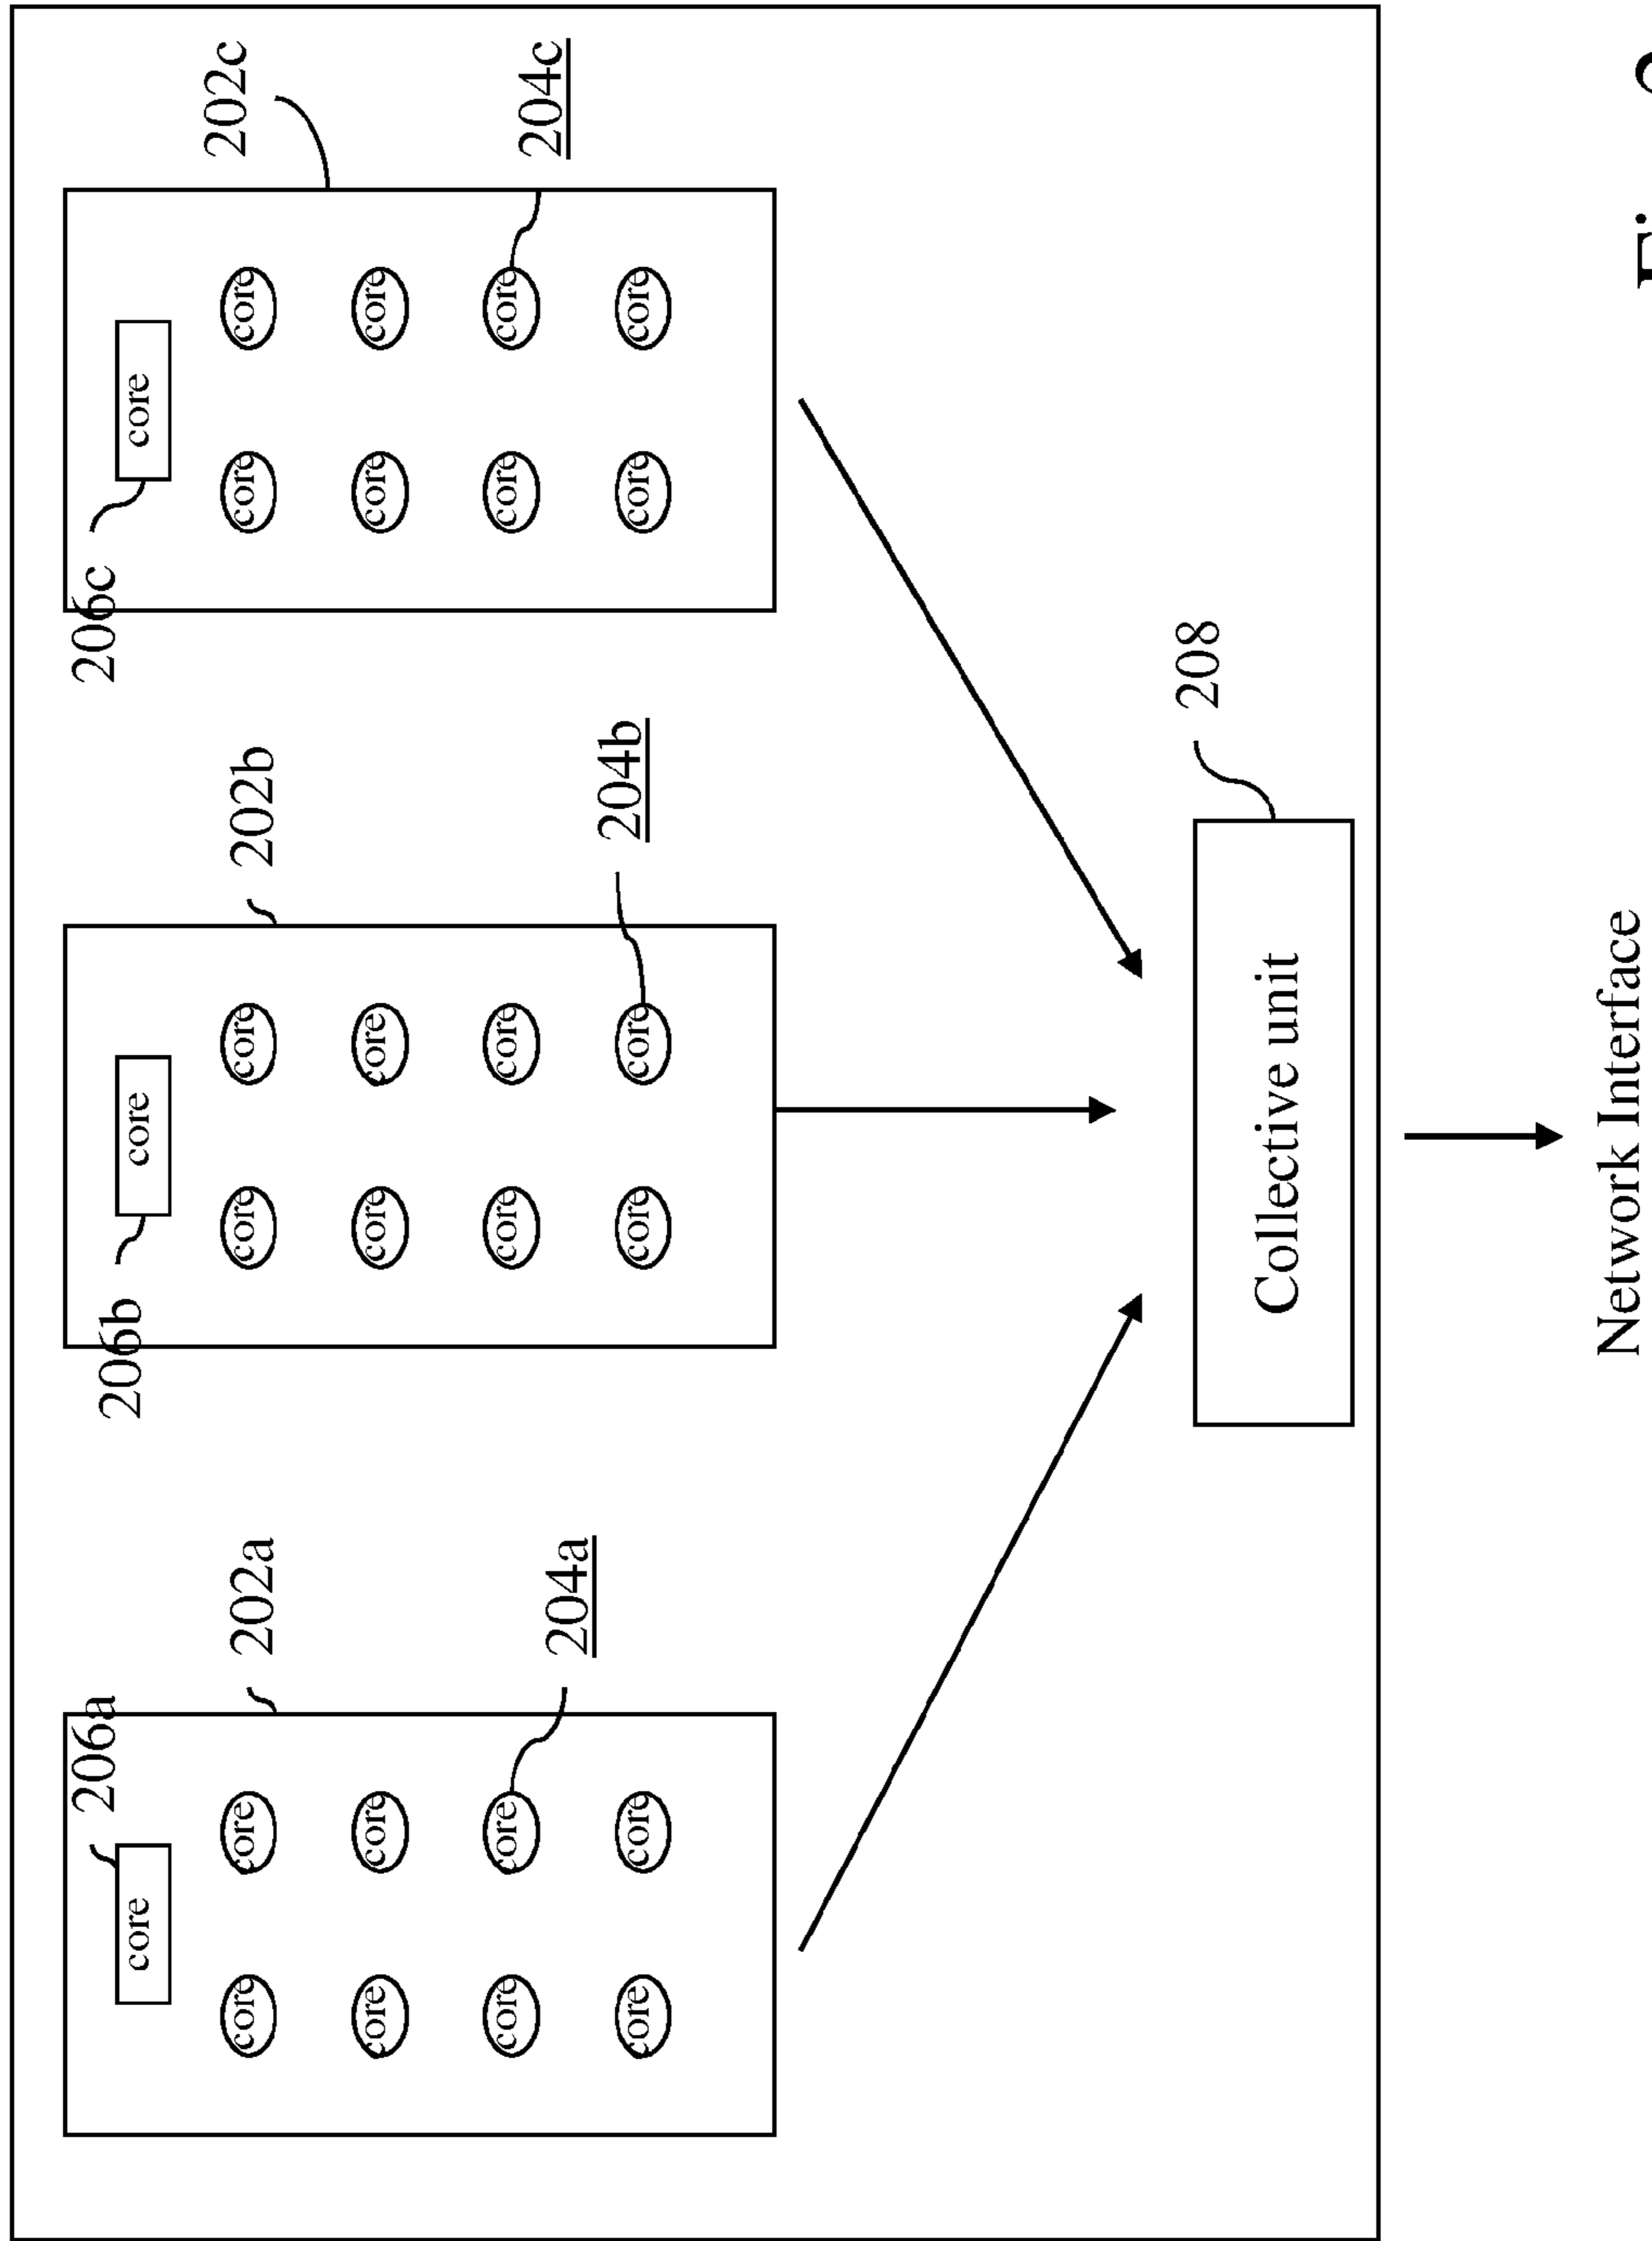 206a
core
202a
core core
core core
core core
204a
core core
206b
core
202b
core core
core core
core core
core core
204b
206c
core
202c
core core
core core
core core
204c
core core
Collective unit
208
Network Interface